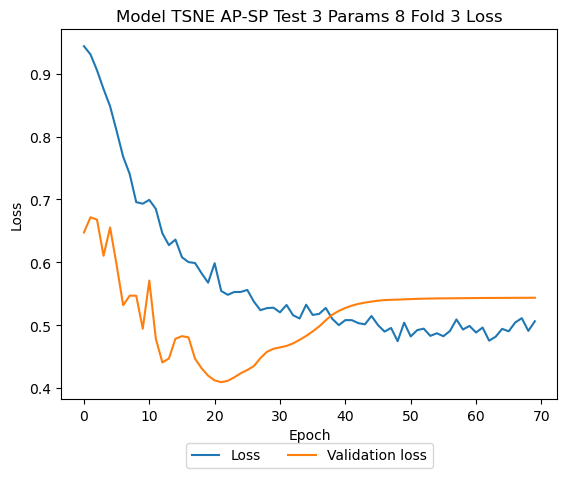 Model TSNE AP-SP Test 3 Params 8 Fold 3 Loss
0.9
0.8
0.7
0.6
0.5
0.4
Loss
0 10 20 30 40 50 60 70
Epoch
Loss Validation loss